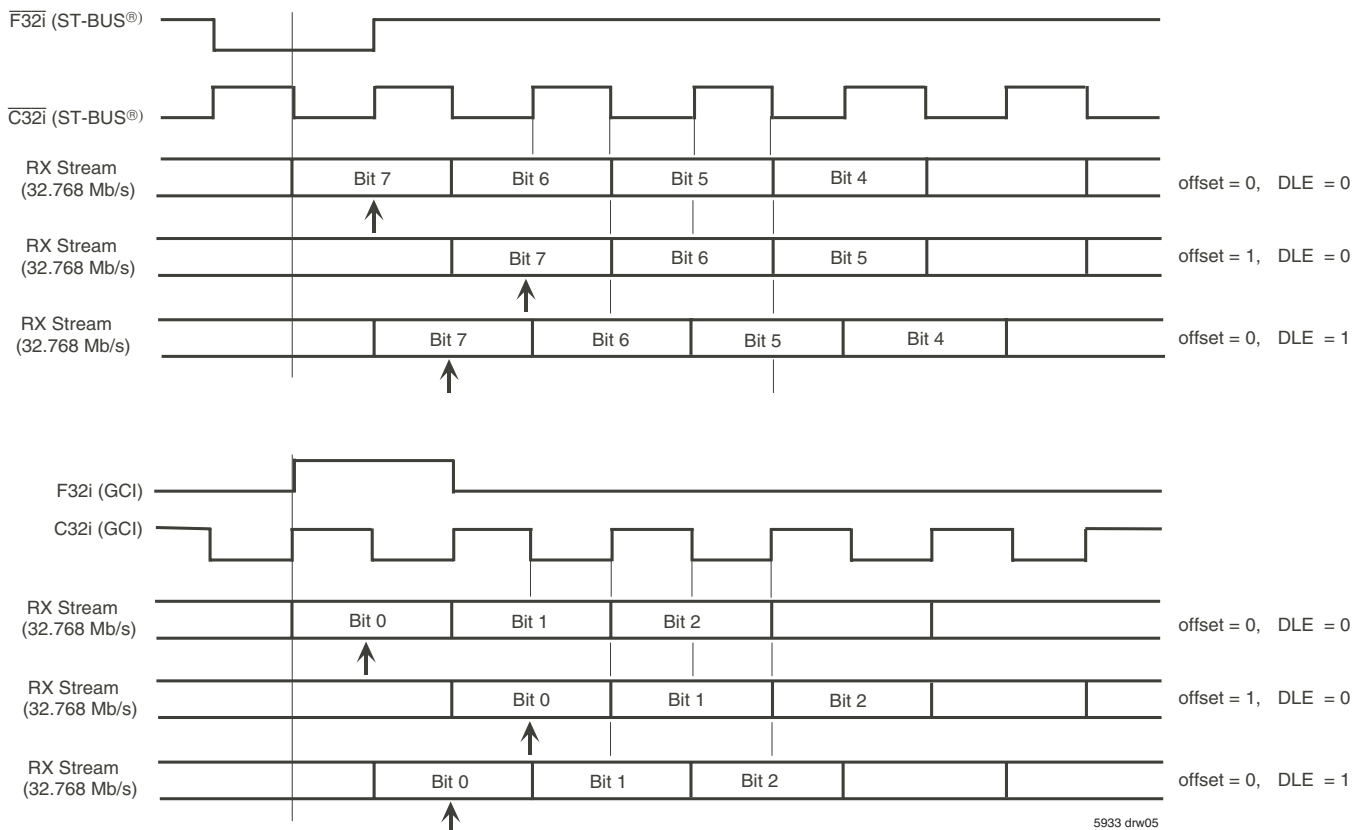 F32i (ST-BUS®)
C32i (ST-BUS®)
RX Stream
(32.768 Mb/s)
Bit 7 Bit 6 Bit 5 Bit 4
offset = 0, DLE = 0
RX Stream
(32.768 Mb/s)
Bit 7 Bit 6 Bit 5
offset = 1, DLE = 0
RX Stream
(32.768 Mb/s)
Bit 7 Bit 6 Bit 5 Bit 4
offset = 0, DLE = 1
F32i (GCI)
C32i (GCI)
RX Stream
(32.768 Mb/s)
Bit 0 Bit 1 Bit 2
offset = 0, DLE = 0
RX Stream
(32.768 Mb/s)
Bit 0 Bit 1 Bit 2
offset = 1, DLE = 0
RX Stream
(32.768 Mb/s)
Bit 0 Bit 1 Bit 2
offset = 0, DLE = 1
5933 drw05